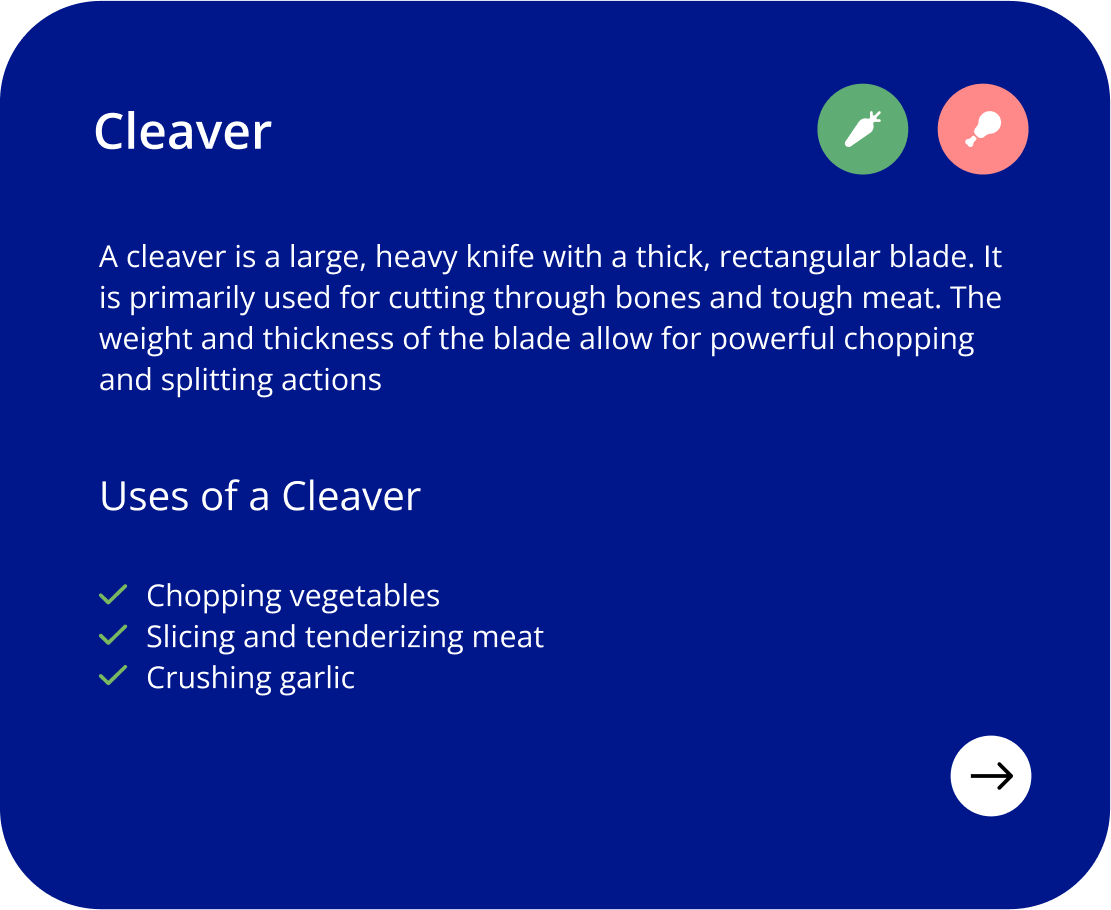 Cleaver
A cleaver is a large, heavy knife with a thick, rectangular blade. It
is primarily used for cutting through bones and tough meat. The
weight and thickness of the blade allow for powerful chopping
and splitting actions
Uses of a Cleaver
Chopping vegetables
Slicing and tenderizing meat
Crushing garlic